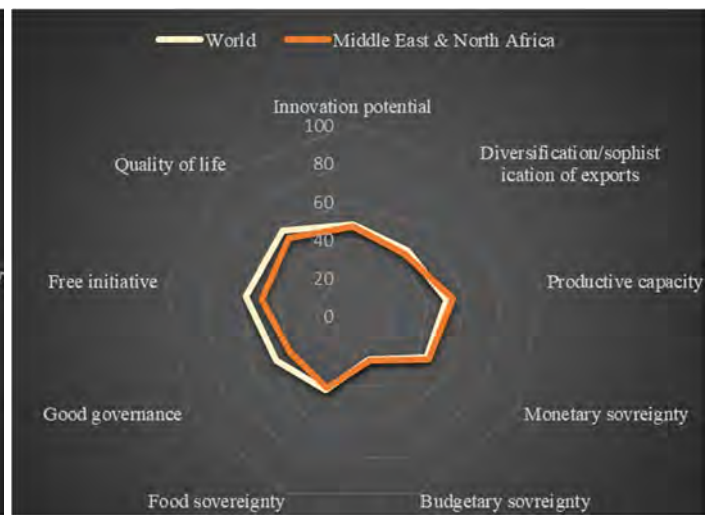 World Middle East & North Africa
Innovation potential
100
80
60
40
20
0
Diversification/sophist
ication of exports
Productive capacity
Monetary sovreignty
Budgetary sovreignty
Food sovereignty
Good governance
Free initiative
Quality of life